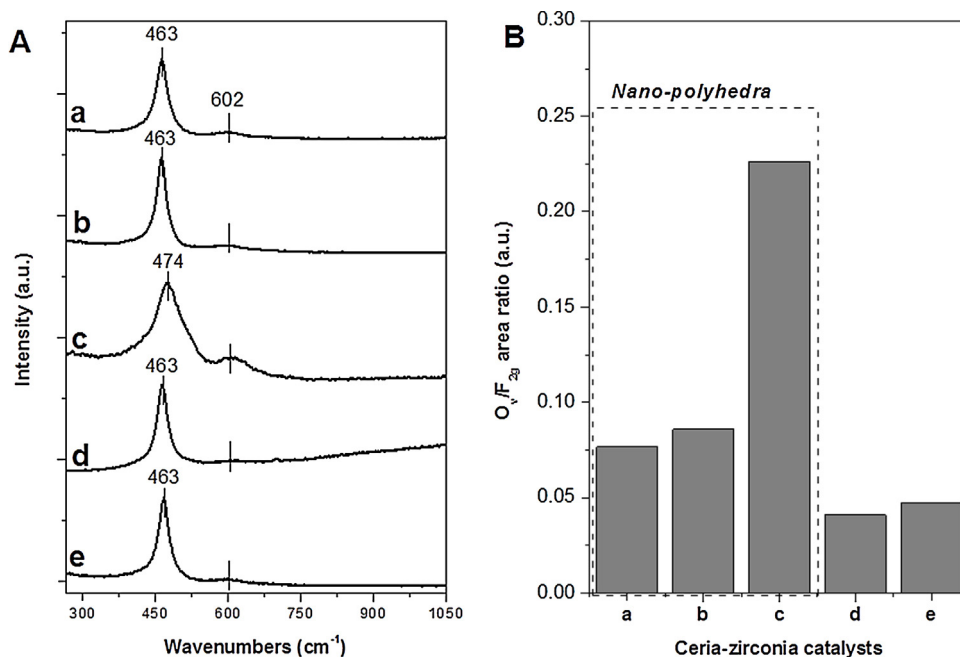 A
463
602
a
463
b
474
c
463
d
463
e
Intensity (a.u.)
300 450 600 750 900 1050
Wavenumbers (cm⁻¹)
B
Nano-polyhedra
0.30
0.25
0.20
0.15
0.10
0.05
0.00
Oᵥ/F₂g area ratio (a.u.)
a b c d e
Ceria-zirconia catalysts